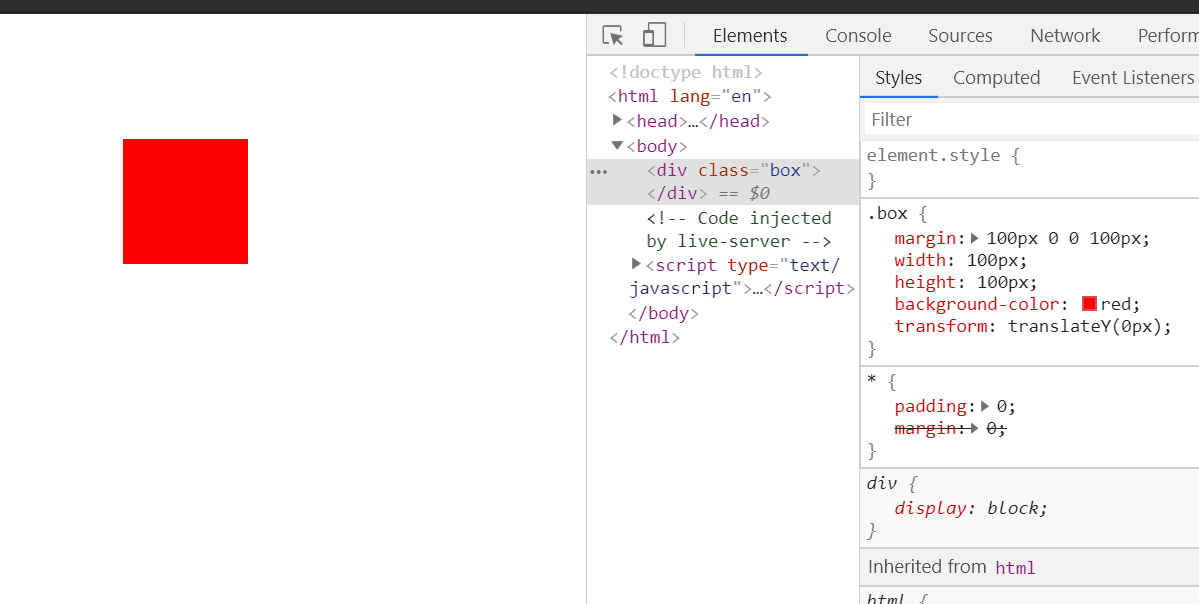 Elements Console Sources Network Perform
<!doctype html>
<html lang="en">
<head>…</head>
<body>
<div class="box">
</div> == $0
<!-- Code injected
by live-server -->
<script type="text/
javascript">…</script>
</body>
</html>
Styles Computed Event Listeners
Filter
element.style {
}
.box {
margin: 100px 0 0 100px;
width: 100px;
height: 100px;
background-color: red;
transform: translateY(0px);
}
* {
padding: 0;
margin: 0;
}
div {
display: block;
}
Inherited from html
html {